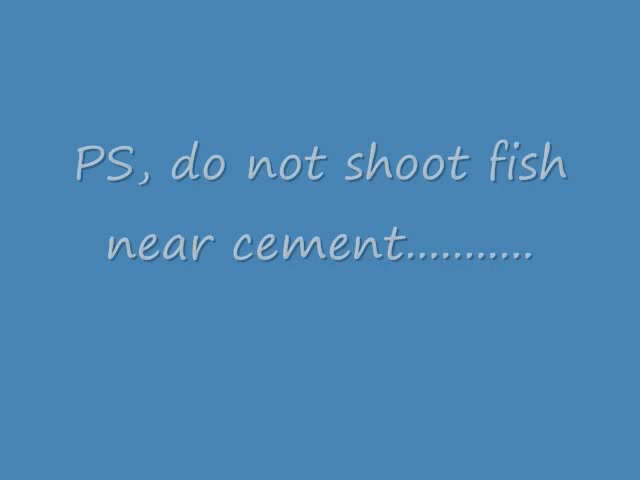 PS, do not shoot fish
near cement...........